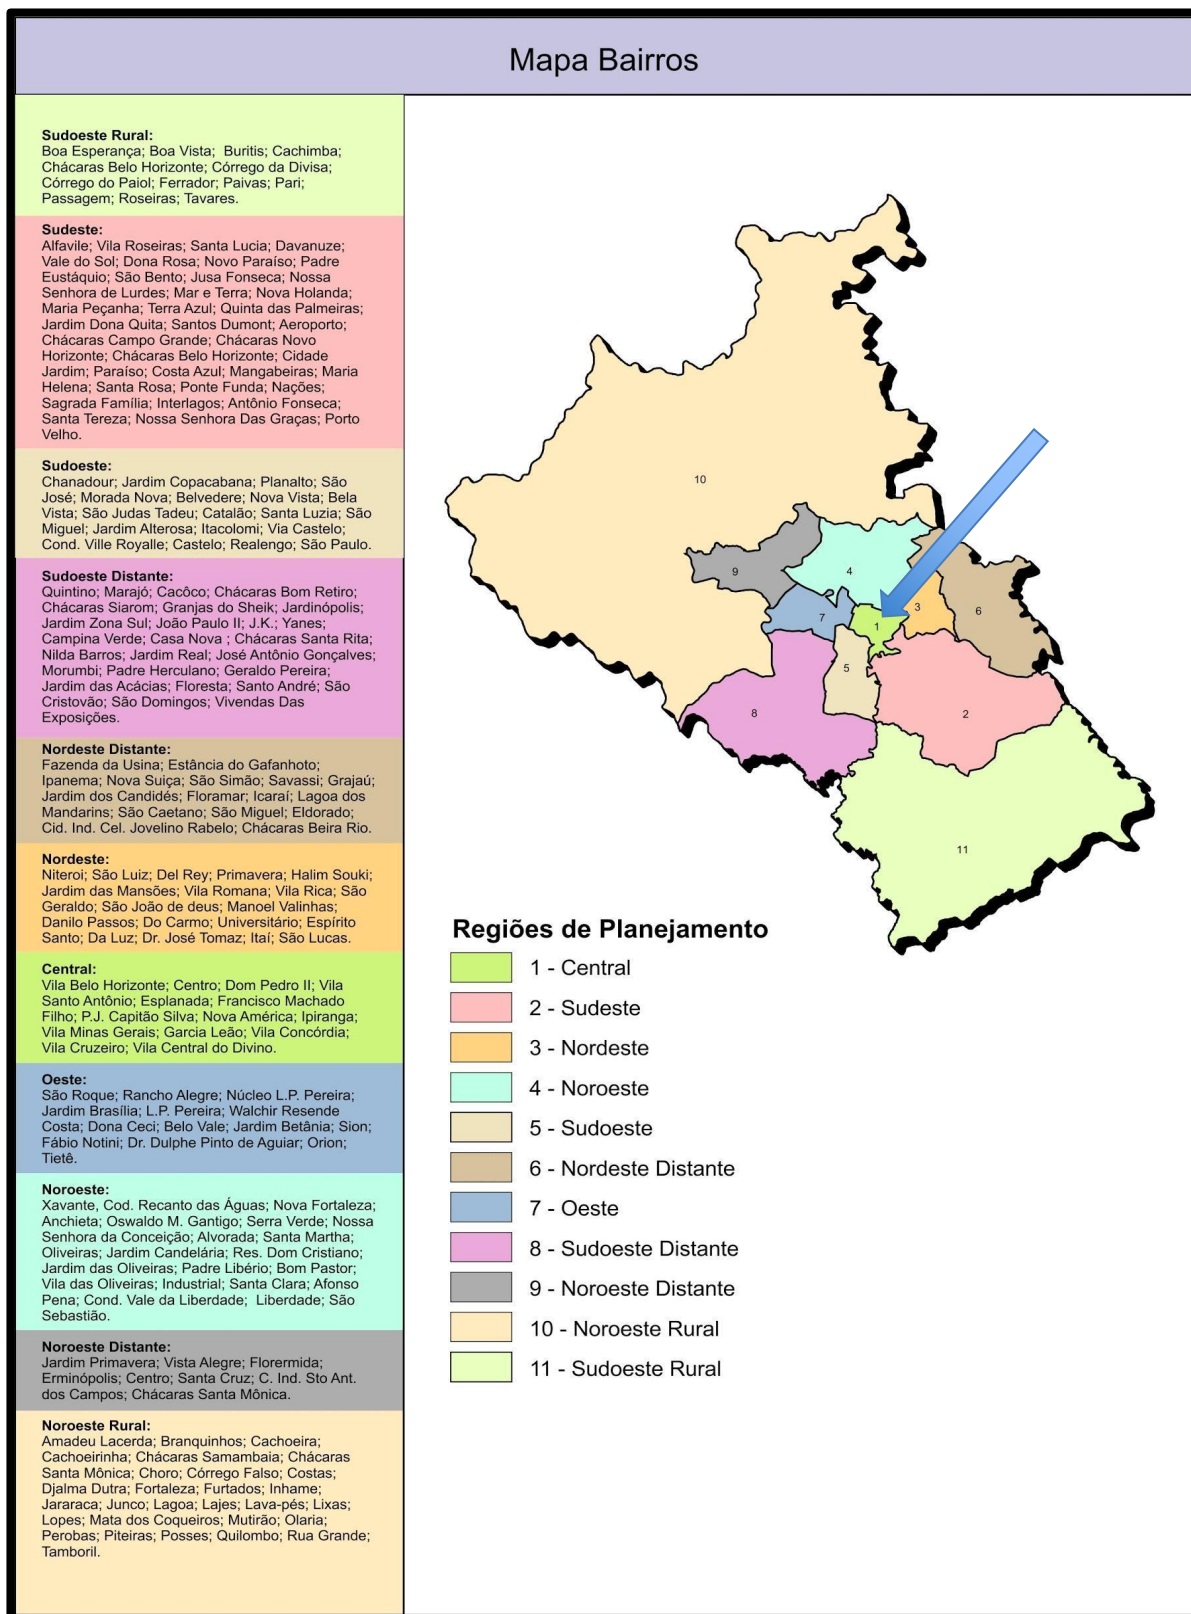 Mapa Bairros
Sudoeste Rural:
Boa Esperança; Boa Vista;  Buritis; Cachimba;
Chácaras Belo Horizonte; Córrego da Divisa;
Córrego do Paiol; Ferrador; Paivas; Pari;
Passagem; Roseiras; Tavares.
Sudeste:
Alfavile; Vila Roseiras; Santa Lucia; Davanuze;
Vale do Sol; Dona Rosa; Novo Paraíso; Padre
Eustáquio; São Bento; Jusa Fonseca; Nossa
Senhora de Lurdes; Mar e Terra; Nova Holanda;
Maria Peçanha; Terra Azul; Quinta das Palmeiras;
Jardim Dona Quita; Santos Dumont; Aeroporto;
Chácaras Campo Grande; Chácaras Novo
Horizonte; Chácaras Belo Horizonte; Cidade
Jardim; Paraíso; Costa Azul; Mangabeiras; Maria
Helena; Santa Rosa; Ponte Funda; Nações;
Sagrada Família; Interlagos; Antônio Fonseca;
Santa Tereza; Nossa Senhora Das Graças; Porto
Velho.
Sudoeste:
Chanadour; Jardim Copacabana; Planalto; São
José; Morada Nova; Belvedere; Nova Vista; Bela
Vista; São Judas Tadeu; Catalão; Santa Luzia; São
Miguel; Jardim Alterosa; Itacolomi; Via Castelo;
Cond. Ville Royalle; Castelo; Realengo; São Paulo.
Sudoeste Distante:
Quintino; Marajó; Cacôco; Chácaras Bom Retiro;
Chácaras Siarom; Granjas do Sheik; Jardinópolis;
Jardim Zona Sul; João Paulo II; J.K.; Yanes;
Campina Verde; Casa Nova ; Chácaras Santa Rita;
Nilda Barros; Jardim Real; José Antônio Gonçalves;
Morumbi; Padre Herculano; Geraldo Pereira;
Jardim das Acácias; Floresta; Santo André; São
Cristovão; São Domingos; Vivendas Das
Exposições.
Nordeste Distante:
Fazenda da Usina; Estância do Gafanhoto;
Ipanema; Nova Suiça; São Simão; Savassi; Grajaú;
Jardim dos Candidés; Floramar; Icaraí; Lagoa dos
Mandarins; São Caetano; São Miguel; Eldorado;
Cid. Ind. Cel. Jovelino Rabelo; Chácaras Beira Rio.
Nordeste:
Niteroi; São Luiz; Del Rey; Primavera; Halim Souki;
Jardim das Mansões; Vila Romana; Vila Rica; São
Geraldo; São João de deus; Manoel Valinhas;
Danilo Passos; Do Carmo; Universitário; Espírito
Santo; Da Luz; Dr. José Tomaz; Itaí; São Lucas.
Central:
Vila Belo Horizonte; Centro; Dom Pedro II; Vila
Santo Antônio; Esplanada; Francisco Machado
Filho; P.J. Capitão Silva; Nova América; Ipiranga;
Vila Minas Gerais; Garcia Leão; Vila Concórdia;
Vila Cruzeiro; Vila Central do Divino.
Oeste:
São Roque; Rancho Alegre; Núcleo L.P. Pereira;
Jardim Brasília; L.P. Pereira; Walchir Resende
Costa; Dona Ceci; Belo Vale; Jardim Betânia; Sion;
Fábio Notini; Dr. Dulphe Pinto de Aguiar; Orion;
Tietê.
Noroeste:
Xavante, Cod. Recanto das Águas; Nova Fortaleza;
Anchieta; Oswaldo M. Gantigo; Serra Verde; Nossa
Senhora da Conceição; Alvorada; Santa Martha;
Oliveiras; Jardim Candelária; Res. Dom Cristiano;
Jardim das Oliveiras; Padre Libério; Bom Pastor;
Vila das Oliveiras; Industrial; Santa Clara; Afonso
Pena; Cond. Vale da Liberdade;  Liberdade; São
Sebastião.
Noroeste Distante:
Jardim Primavera; Vista Alegre; Florermida;
Erminópolis; Centro; Santa Cruz; C. Ind. Sto Ant.
dos Campos; Chácaras Santa Mônica.
Noroeste Rural:
Amadeu Lacerda; Branquinhos; Cachoeira;
Cachoeirinha; Chácaras Samambaia; Chácaras
Santa Mônica; Choro; Córrego Falso; Costas;
Djalma Dutra; Fortaleza; Furtados; Inhame;
Jararaca; Junco; Lagoa; Lajes; Lava-pés; Lixas;
Lopes; Mata dos Coqueiros; Mutirão; Olaria;
Perobas; Piteiras; Posses; Quilombo; Rua Grande;
Tamboril.
10
9
4
3
6
7
1
5
8
2
11
Regiões de Planejamento
1 - Central
2 - Sudeste
3 - Nordeste
4 - Noroeste
5 - Sudoeste
6 - Nordeste Distante
7 - Oeste
8 - Sudoeste Distante
9 - Noroeste Distante
10 - Noroeste Rural
11 - Sudoeste Rural